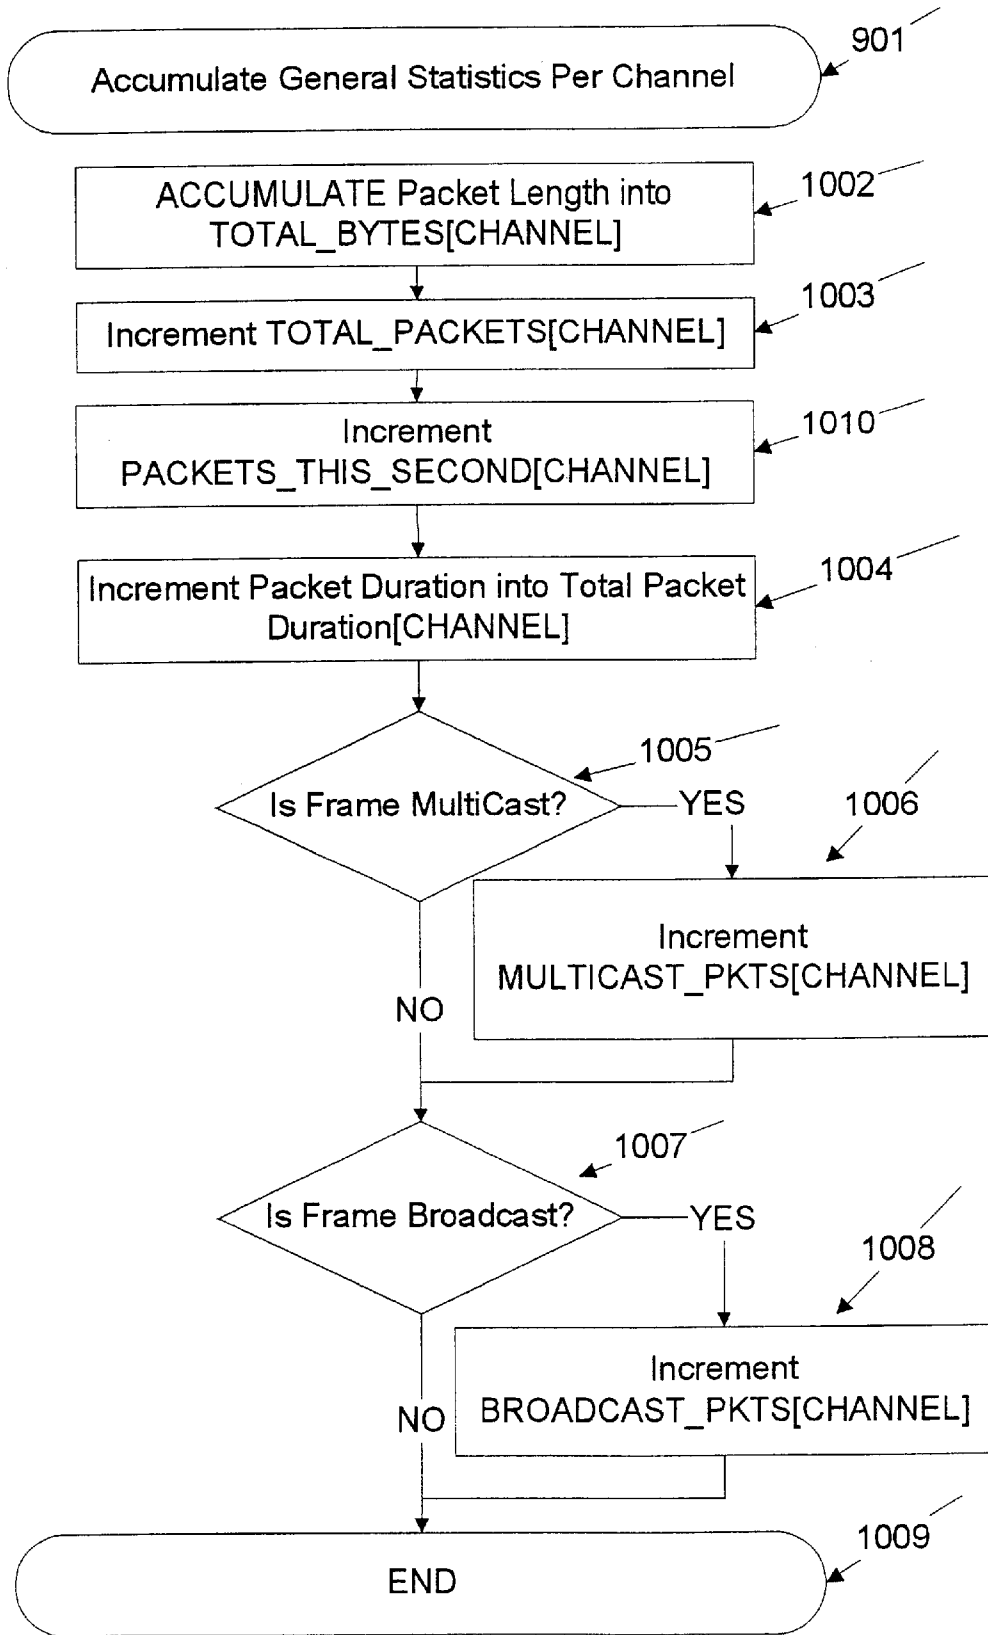 901
Accumulate General Statistics Per Channel
1002
ACCUMULATE Packet Length into
TOTAL_BYTES[CHANNEL]
1003
Increment TOTAL_PACKETS[CHANNEL]
1010
Increment
PACKETS_THIS_SECOND[CHANNEL]
1004
Increment Packet Duration into Total Packet
Duration[CHANNEL]
1005
Is Frame MultiCast?
YES
1006
Increment
MULTICAST_PKTS[CHANNEL]
NO
1007
Is Frame Broadcast?
YES
1008
Increment
BROADCAST_PKTS[CHANNEL]
NO
1009
END